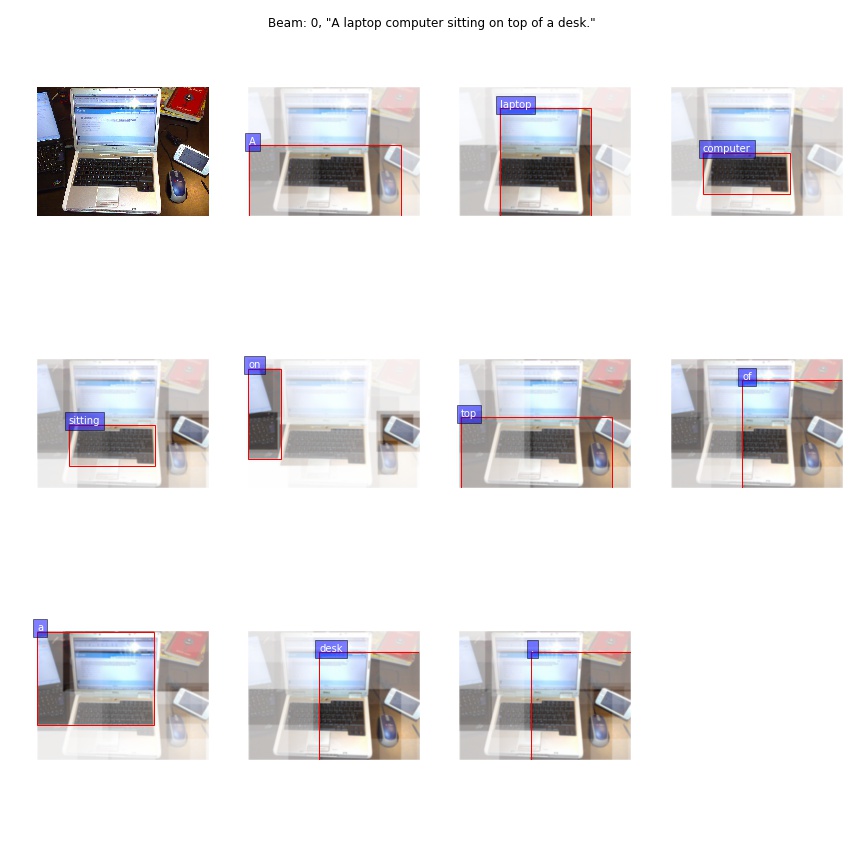 Beam: 0, "A laptop computer sitting on top of a desk."
A
laptop
computer
sitting
on
top
of
a
desk
.